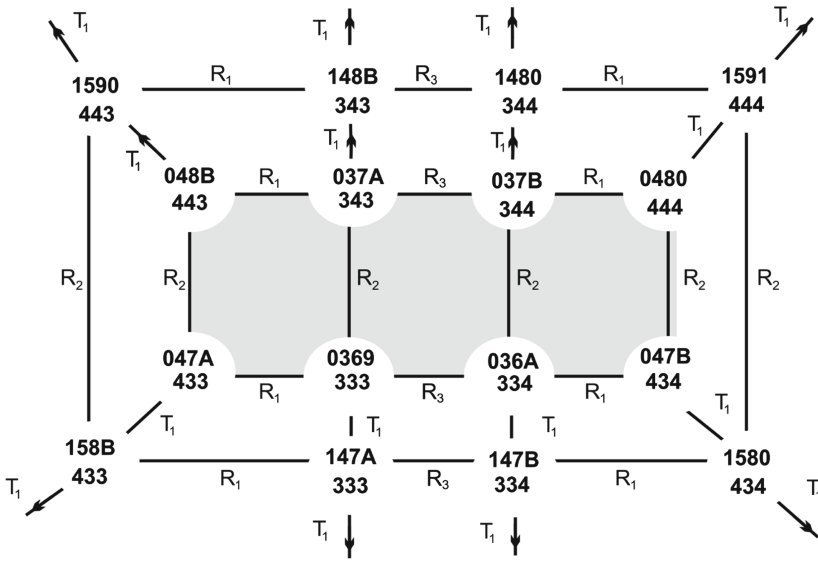 T₁ T₁ T₁ T₁
1590 R₁ 148B R₃ 1480 R₁ 1591
443 343 344 444
T₁ T₁ T₁ T₁
048B R₁ 037A R₃ 037B R₁ 0480
443 343 344 444
R₂ R₂ R₂ R₂ R₂ R₂
047A 0369 036A 047B
433 R₁ 333 R₃ 334 R₁ 434
T₁ T₁ T₁ T₁
158B 147A 147B 1580
433 R₁ 333 R₃ 334 R₁ 434
T₁ T₁ T₁